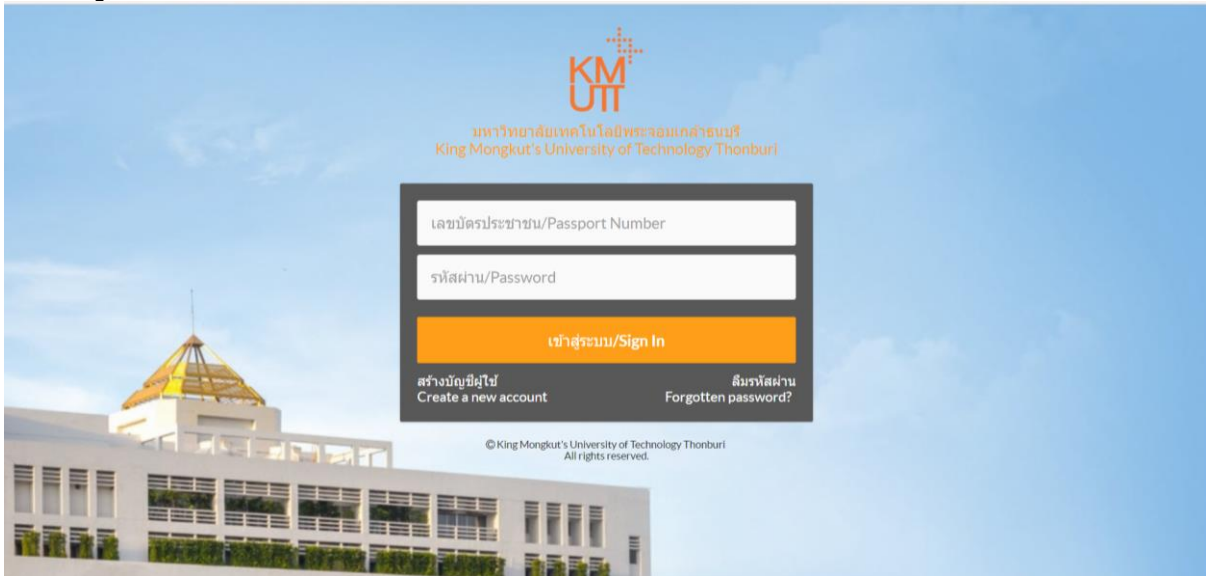 KM
UTT
มหาวิทยาลัยเทคโนโลยีพระจอมเกล้าธนบุรี
King Mongkut's University of Technology Thonburi
เลขบัตรประชาชน/Passport Number
รหัสผ่าน/Password
เข้าสู่ระบบ/Sign In
สร้างบัญชีผู้ใช้
Create a new account
ลืมรหัสผ่าน
Forgotten password?
© King Mongkut's University of Technology Thonburi
All rights reserved.